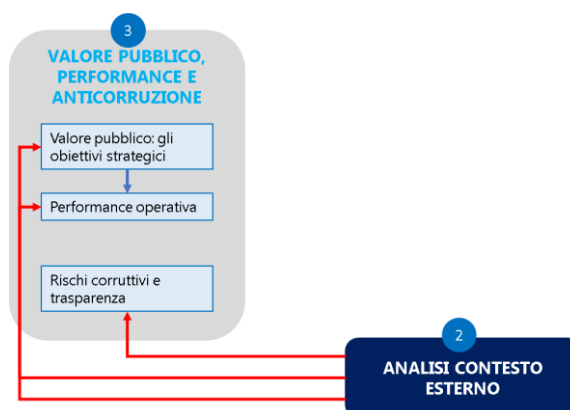 3
VALORE PUBBLICO,
PERFORMANCE E
ANTICORRUZIONE
Valore pubblico: gli
obiettivi strategici
Performance operativa
Rischi corruttivi e
trasparenza
2
ANALISI CONTESTO
ESTERNO